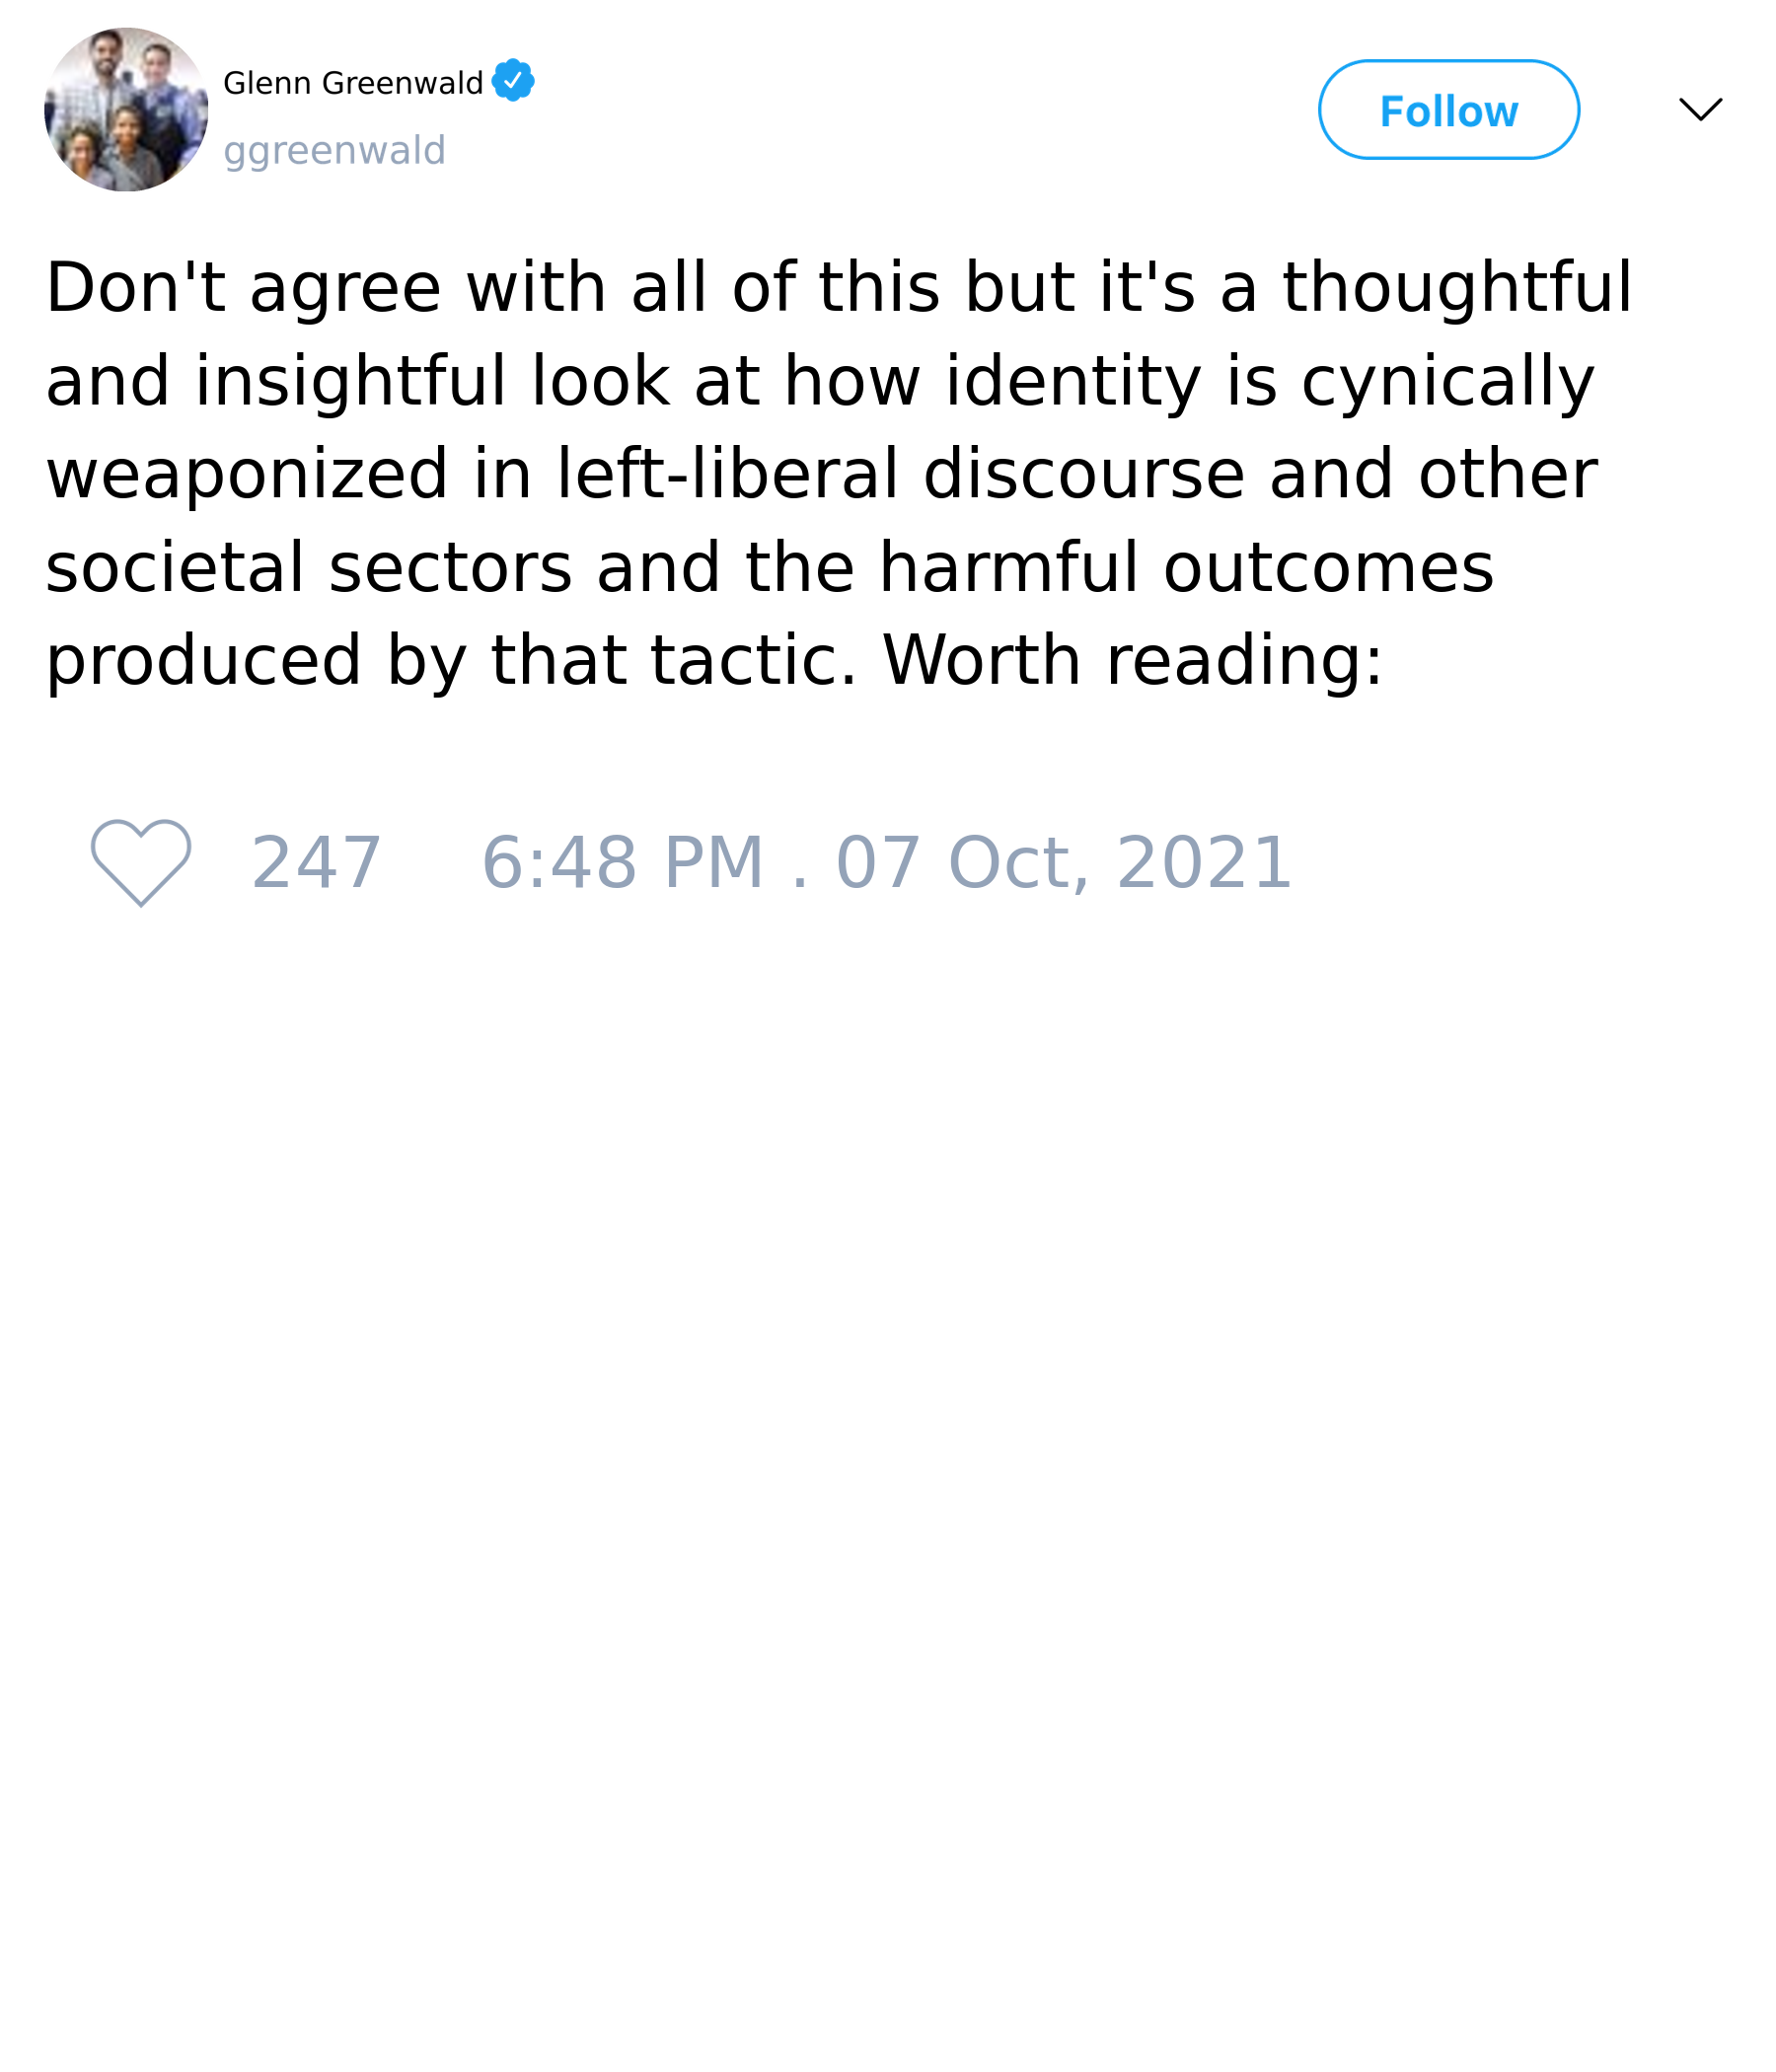 Glenn Greenwald
ggreenwald
Follow
Don't agree with all of this but it's a thoughtful
and insightful look at how identity is cynically
weaponized in left-liberal discourse and other
societal sectors and the harmful outcomes
produced by that tactic. Worth reading:
247 6:48 PM . 07 Oct, 2021